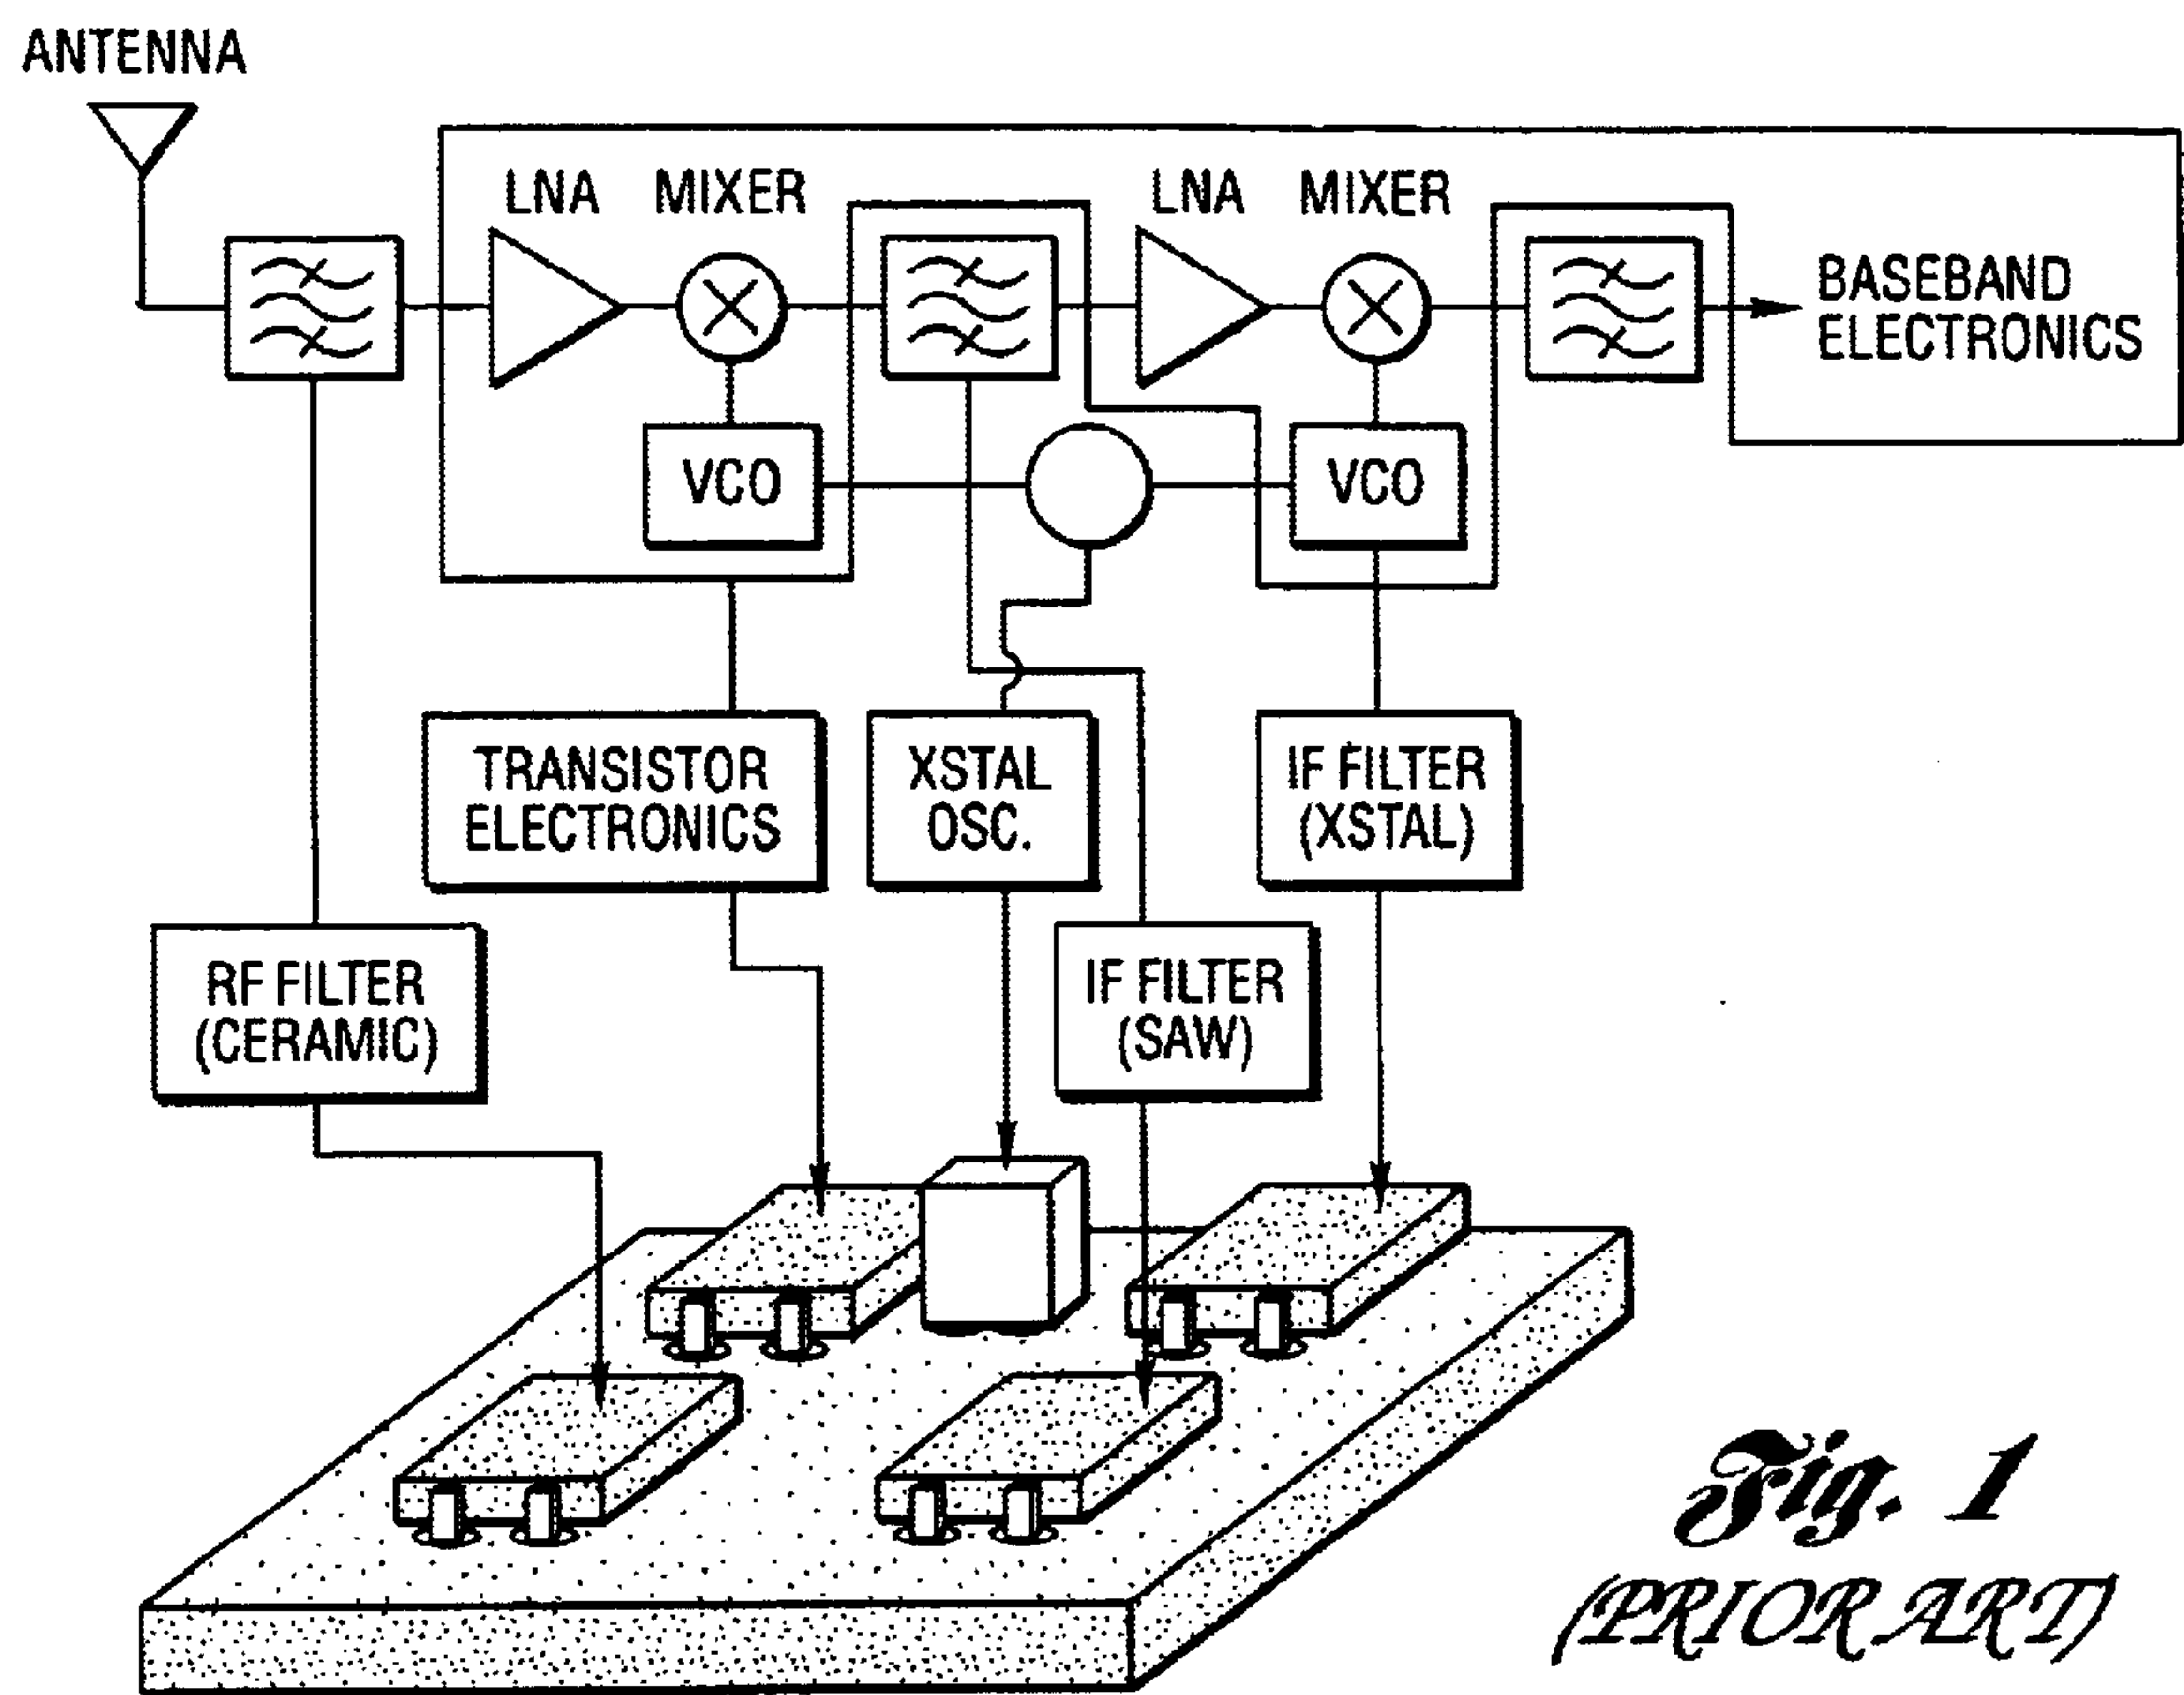 ANTENNA
LNA
MIXER
LNA
MIXER
BASEBAND
ELECTRONICS
VCO
VCO
TRANSISTOR
ELECTRONICS
XSTAL
OSC.
IF FILTER
(XSTAL)
RF FILTER
(CERAMIC)
IF FILTER
(SAW)
Fig. 1
(PRIOR ART)